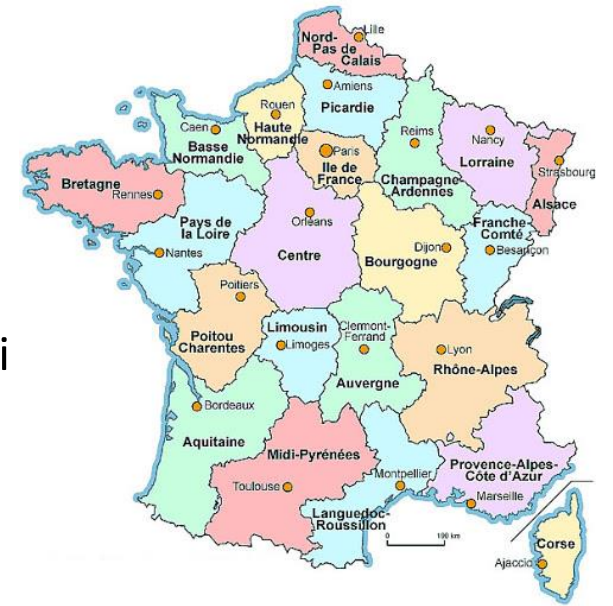 Nord-
Pas de
Calais
Lille
Amiens
Picardie
Rouen
Haute
Normandie
Caen
Basse
Normandie
Paris
Ile de
France
Reims
Champagne
Ardennes
Nancy
Lorraine
Strasbourg
Alsace
Bretagne
Rennes
Pays de
la Loire
Nantes
Orléans
Centre
Dijon
Bourgogne
Franche-
Comté
Besançon
Poitiers
Poitou
Charentes
Limousin
Limoges
Clermont-
Ferrand
Auvergne
Lyon
Rhône-Alpes
i
Bordeaux
Aquitaine
Midi-Pyrénées
Toulouse
Montpellier
Languedoc-
Roussillon
Provence-Alpes-
Côte d'Azur
Marseille
100 km
Corse
Ajaccio